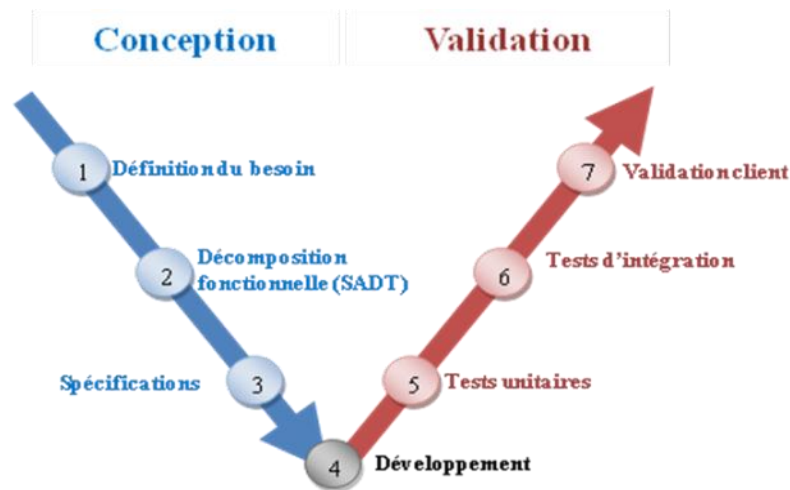 Conception
Validation
1
Définition du besoin
2
Décomposition
fonctionnelle (SADT)
Spécifications
3
4
Développement
5
Tests unitaires
6
Tests d'intégration
7
Validation client